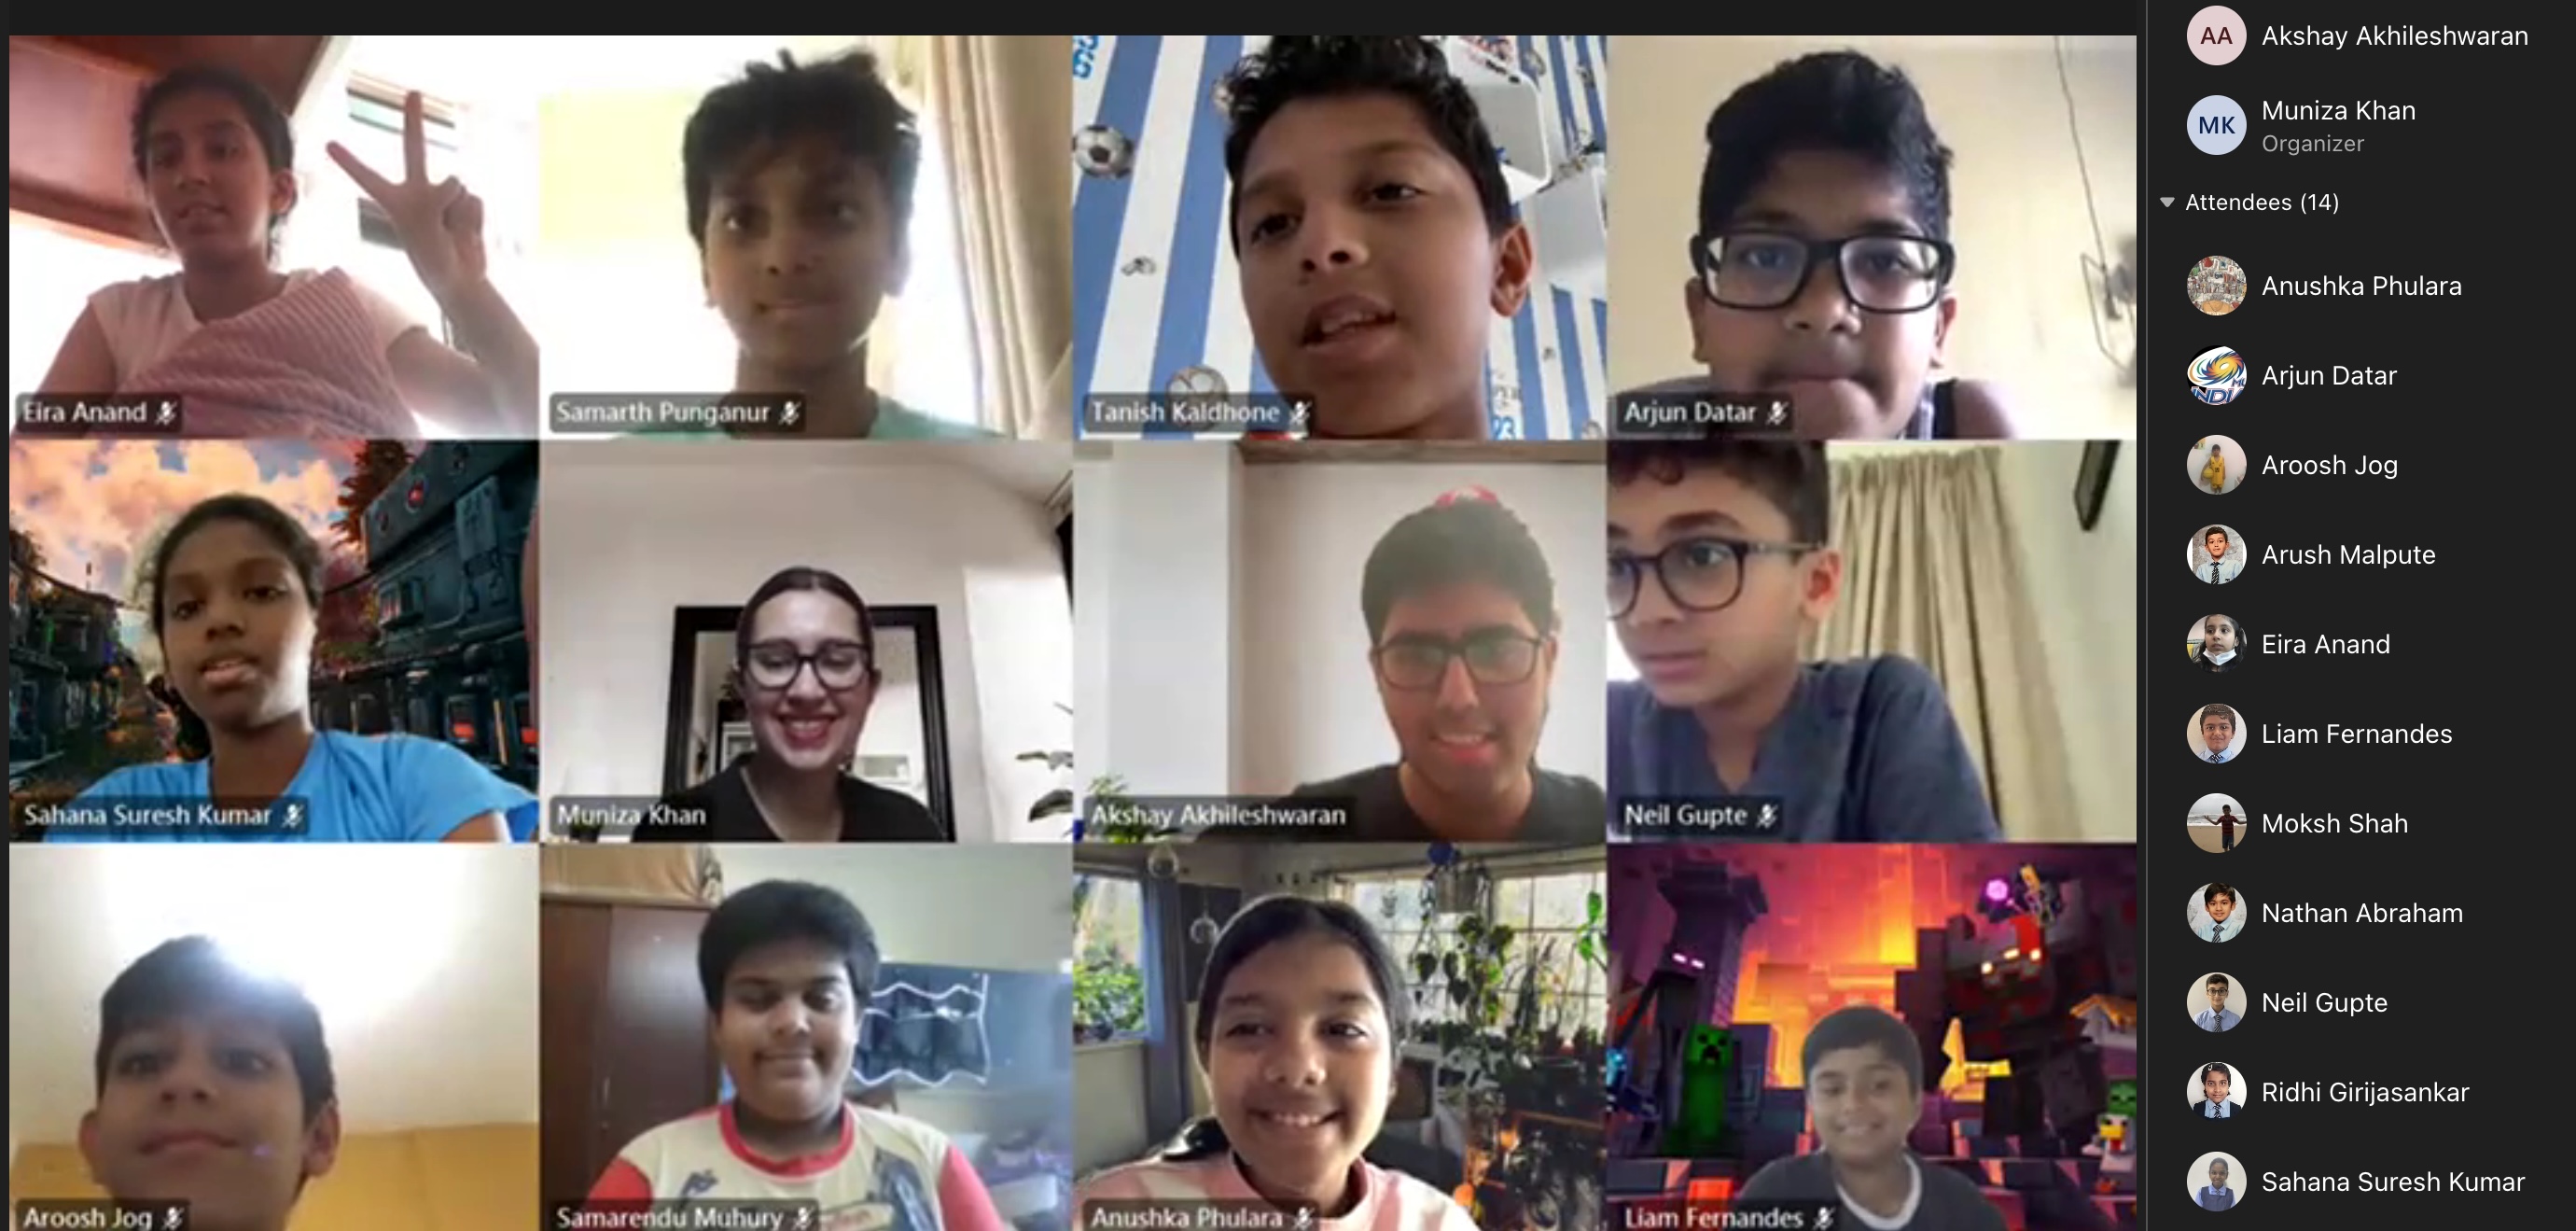 Eira Anand
Samarth Punganur
Tanish Kaldhone
Arjun Datar
Sahana Suresh Kumar
Muniza Khan
Akshay Akhileshwaran
Neil Gupte
Aroosh Jog
Samarendu Muhury
Anushka Phulara
Liam Fernandes
AA Akshay Akhileshwaran
MK Muniza Khan
Organizer
Attendees (14)
Anushka Phulara
Arjun Datar
Aroosh Jog
Arush Malpute
Eira Anand
Liam Fernandes
Moksh Shah
Nathan Abraham
Neil Gupte
Ridhi Girijasankar
Sahana Suresh Kumar